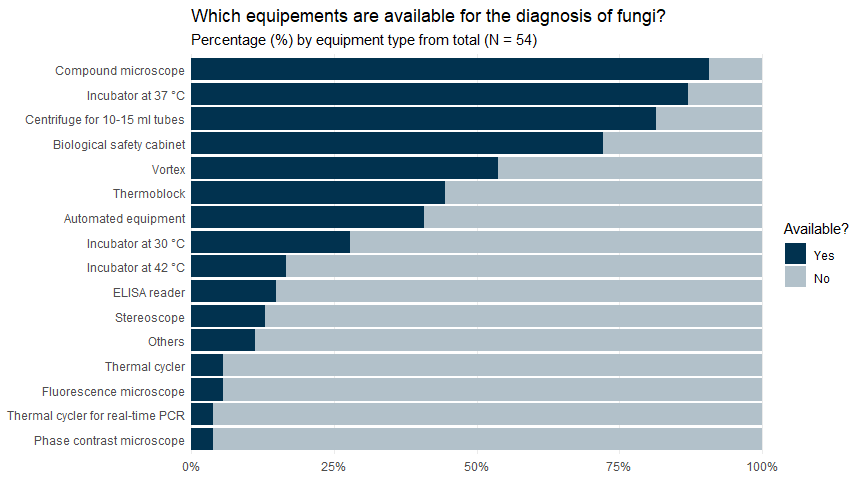 Which equipements are available for the diagnosis of fungi?
Percentage (%) by equipment type from total (N = 54)
Compound microscope
Incubator at 37 °C
Centrifuge for 10-15 ml tubes
Biological safety cabinet
Vortex
Thermoblock
Automated equipment
Incubator at 30 °C
Incubator at 42 °C
ELISA reader
Stereoscope
Others
Thermal cycler
Fluorescence microscope
Thermal cycler for real-time PCR
Phase contrast microscope
0% 25% 50% 75% 100%
Available?
Yes
No